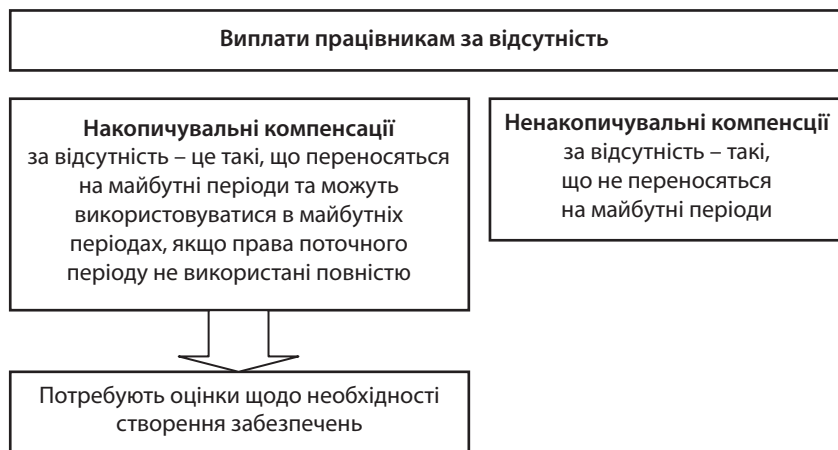 Виплати працівникам за відсутність
Накопичувальні компенсації
за відсутність – це такі, що переносяться
на майбутні періоди та можуть
використовуватися в майбутніх
періодах, якщо права поточного
періоду не використані повністю
Ненакопичувальні компенсції
за відсутність – такі,
що не переносяться
на майбутні періоди
Потребують оцінки щодо необхідності
створення забезпечень